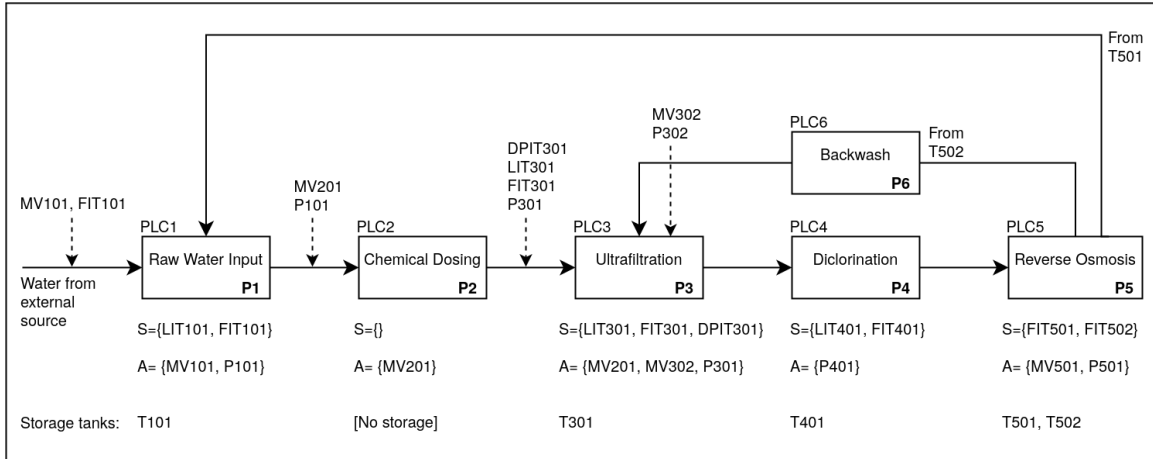 From
T501
MV302
P302
PLC6
Backwash
P6
From
T502
DPIT301
LIT301
FIT301
P301
MV201
P101
MV101, FIT101
PLC1
Raw Water Input
P1
PLC2
Chemical Dosing
P2
PLC3
Ultrafiltration
P3
PLC4
Diclorination
P4
PLC5
Reverse Osmosis
P5
Water from
external
source
S={LIT101, FIT101}
S={}
S={LIT301, FIT301, DPIT301}
S={LIT401, FIT401}
S={FIT501, FIT502}
A= {MV101, P101}
A= {MV201}
A= {MV201, MV302, P301}
A= {P401}
A= {MV501, P501}
Storage tanks:
T101
[No storage]
T301
T401
T501, T502